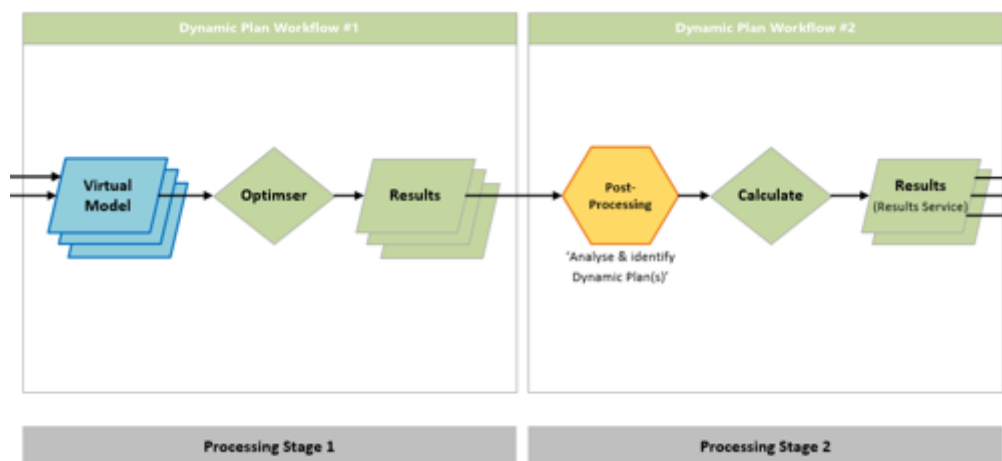 Dynamic Plan Workflow #1
Dynamic Plan Workflow #2
Virtual
Model
Optimser
Results
Post-
Processing
'Analyse & identify
Dynamic Plan(s)'
Calculate
Results
(Results Service)
Processing Stage 1
Processing Stage 2